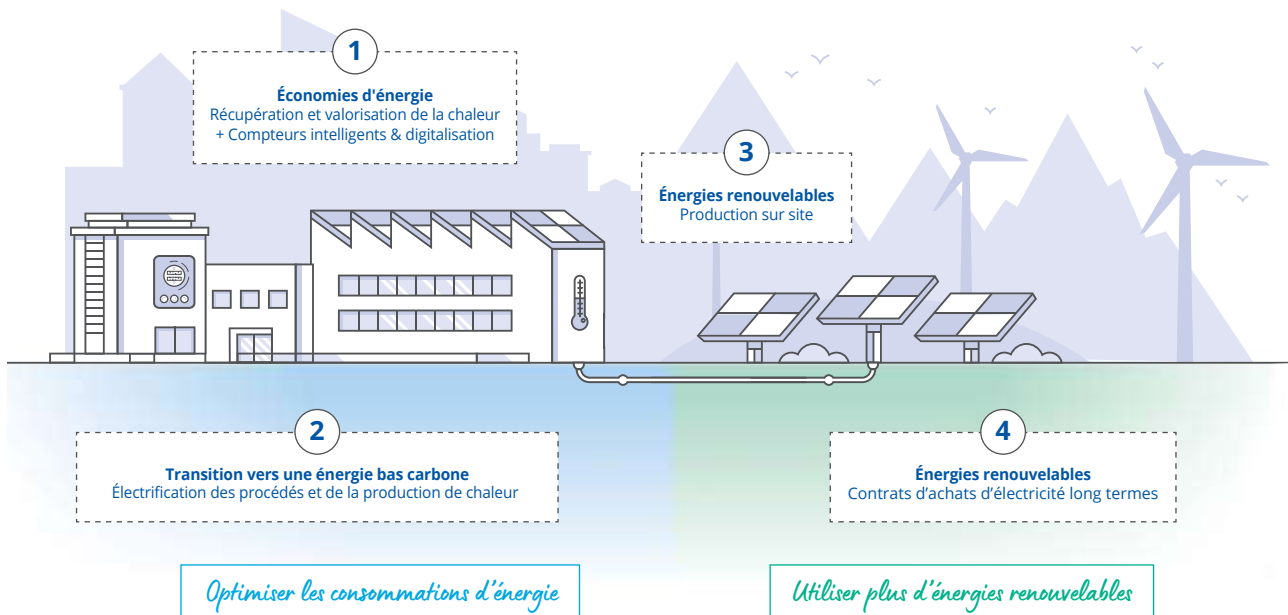 1
Économies d'énergie
Récupération et valorisation de la chaleur
+ Compteurs intelligents & digitalisation
3
Énergies renouvelables
Production sur site
2
Transition vers une énergie bas carbone
Électrification des procédés et de la production de chaleur
4
Énergies renouvelables
Contrats d’achats d’électricité long termes
Optimiser les consommations d’énergie
Utiliser plus d’énergies renouvelables